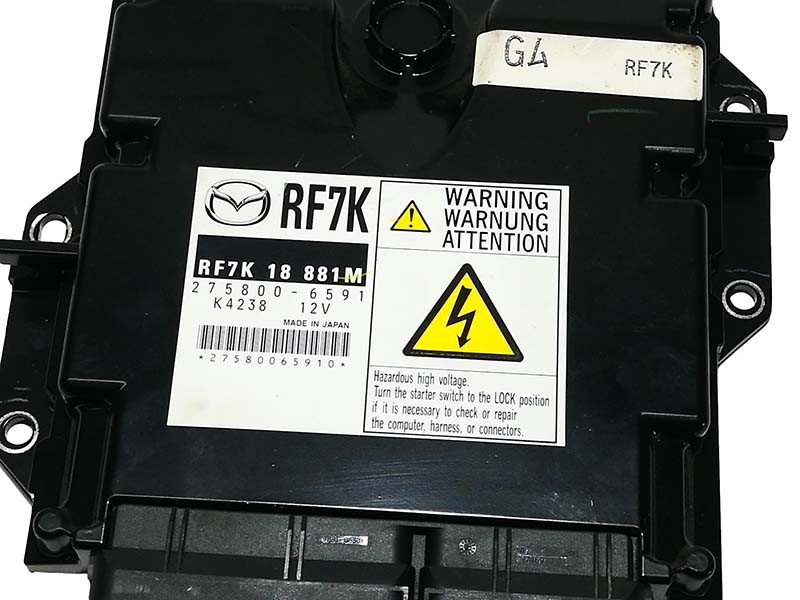 G4
RF7K
RF7K
RF7K 18 881M
275800-6591
K4238 12V
MADE IN JAPAN
*27580065910*
WARNING
WARNUNG
ATTENTION
Hazardous high voltage.
Turn the starter switch to the LOCK position
if it is necessary to check or repair
the computer, harness, or connectors.